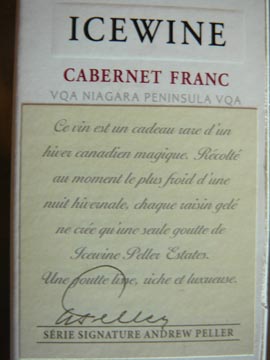 ICEWINE
CABERNET FRANC
VQA NIAGARA PENINSULA VQA
Ce vin est un cadeau rare d'un
hiver canadien magique. Récolté
au moment le plus froid d'une
nuit hivernale, chaque raisin gelé
ne crée qu'une seule goutte de
Icewine Peller Estates.
Une goutte lisse, riche et luxueuse.
SÉRIE SIGNATURE ANDREW PELLER